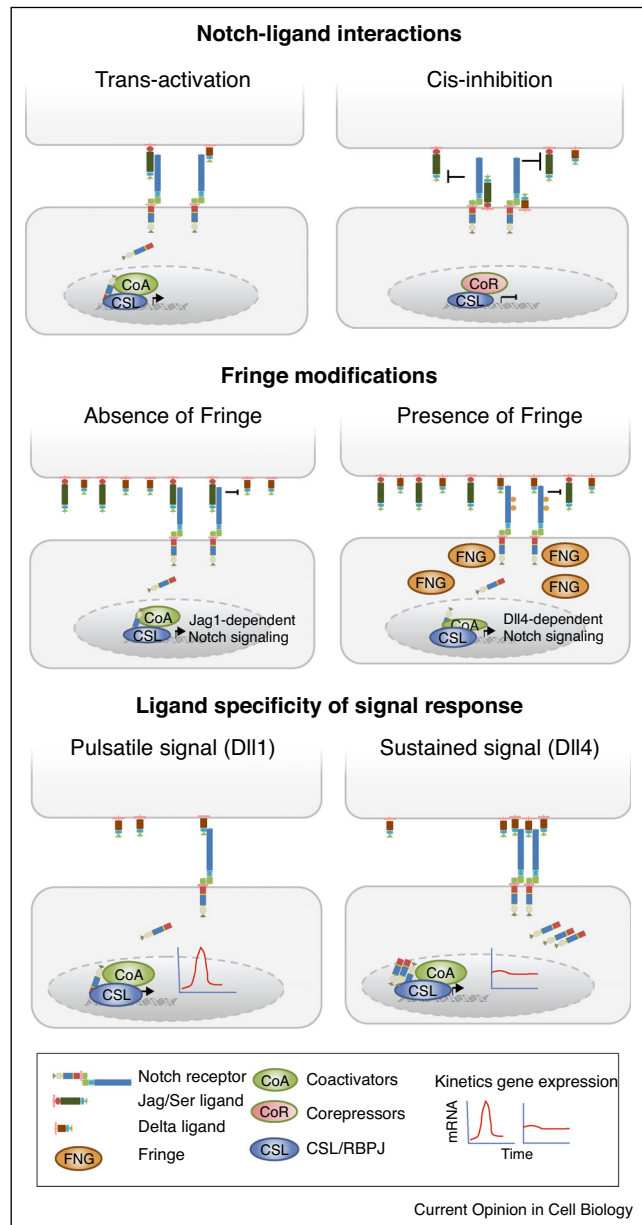 Notch-ligand interactions
Trans-activation
Cis-inhibition
CoA
CSL
CoR
CSL
Fringe modifications
Absence of Fringe
Presence of Fringe
FNG
FNG
FNG
FNG
CoA
CSL
Jag1-dependent
Notch signaling
CoA
CSL
Dll4-dependent
Notch signaling
Ligand specificity of signal response
Pulsatile signal (Dll1)
Sustained signal (Dll4)
CoA
CSL
CoA
CSL
Notch receptor
Jag/Ser ligand
Delta ligand
FNG
Fringe
CoA
Coactivators
CoR
Corepressors
CSL
CSL/RBPJ
Kinetics gene expression
mRNA
Time
Current Opinion in Cell Biology